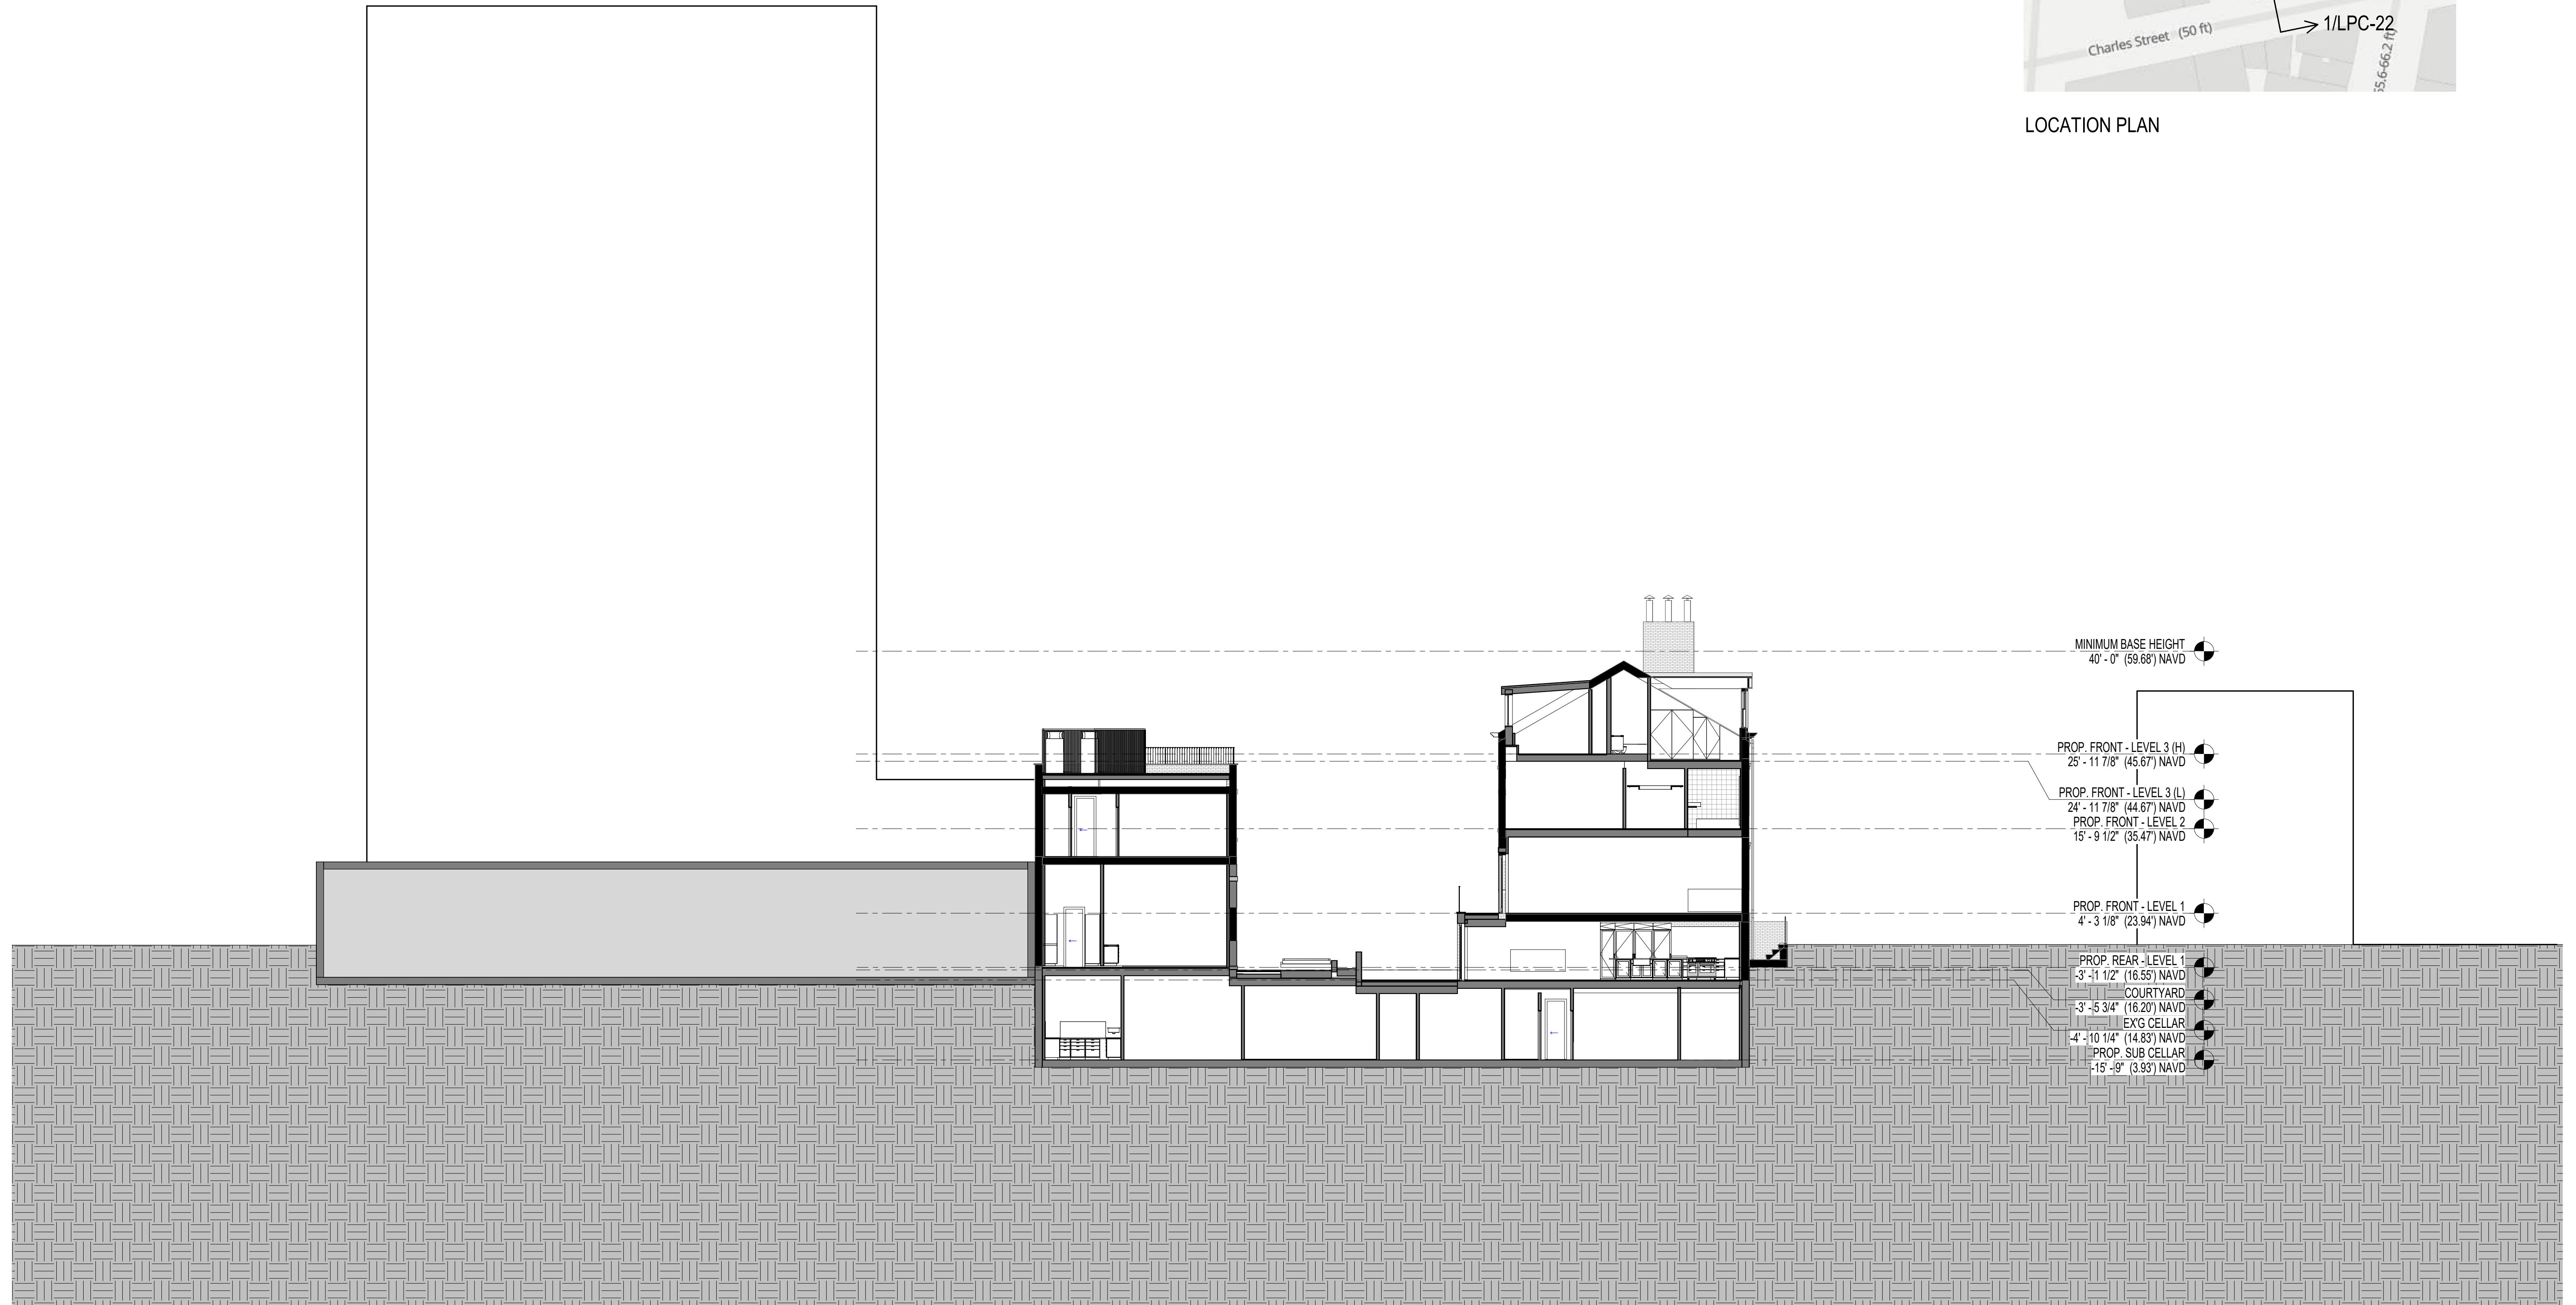 1/LPC-22
Charles Street (50 ft)
55.6-66.2 ft)
LOCATION PLAN
MINIMUM BASE HEIGHT
40' - 0" (59.68') NAVD
PROP. FRONT - LEVEL 3 (H)
25' - 11 7/8" (45.67') NAVD
PROP. FRONT - LEVEL 3 (L)
24' - 11 7/8" (44.67') NAVD
PROP. FRONT - LEVEL 2
15' - 9 1/2" (35.47') NAVD
PROP. FRONT - LEVEL 1
4' - 3 1/8" (23.94') NAVD
PROP. REAR - LEVEL 1
-3' - 1 1/2" (16.55') NAVD
COURTYARD
-3' - 5 3/4" (16.20') NAVD
EX'G CELLAR
-4' - 10 1/4" (14.83') NAVD
PROP. SUB CELLAR
-15' - 9" (3.93') NAVD